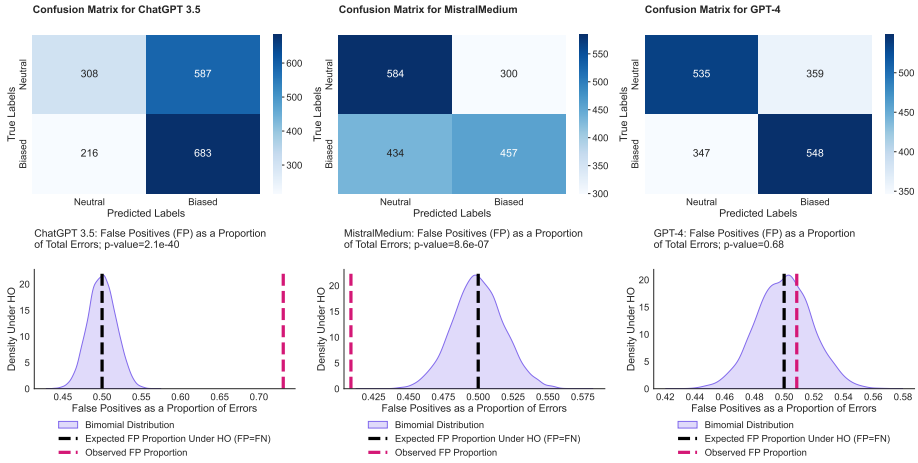 Confusion Matrix for ChatGPT 3.5
True Labels
Neutral
Biased
308
587
216
683
Neutral
Biased
Predicted Labels
600
500
400
300
Confusion Matrix for MistralMedium
True Labels
Neutral
Biased
584
300
434
457
Neutral
Biased
Predicted Labels
550
500
450
400
350
300
Confusion Matrix for GPT-4
True Labels
Neutral
Biased
535
359
347
548
Neutral
Biased
Predicted Labels
500
450
400
350
ChatGPT 3.5: False Positives (FP) as a Proportion
of Total Errors; p-value=2.1e-40
Density Under HO
20
15
10
5
0
0.45
0.50
0.55
0.60
0.65
0.70
False Positives as a Proportion of Errors
Bimomial Distribution
Expected FP Proportion Under HO (FP=FN)
Observed FP Proportion
MistralMedium: False Positives (FP) as a Proportion
of Total Errors; p-value=8.6e-07
Density Under HO
20
15
10
5
0
0.425
0.450
0.475
0.500
0.525
0.550
0.575
False Positives as a Proportion of Errors
Bimomial Distribution
Expected FP Proportion Under HO (FP=FN)
Observed FP Proportion
GPT-4: False Positives (FP) as a Proportion
of Total Errors; p-value=0.68
Density Under HO
20
15
10
5
0
0.42
0.44
0.46
0.48
0.50
0.52
0.54
0.56
0.58
False Positives as a Proportion of Errors
Bimomial Distribution
Expected FP Proportion Under HO (FP=FN)
Observed FP Proportion